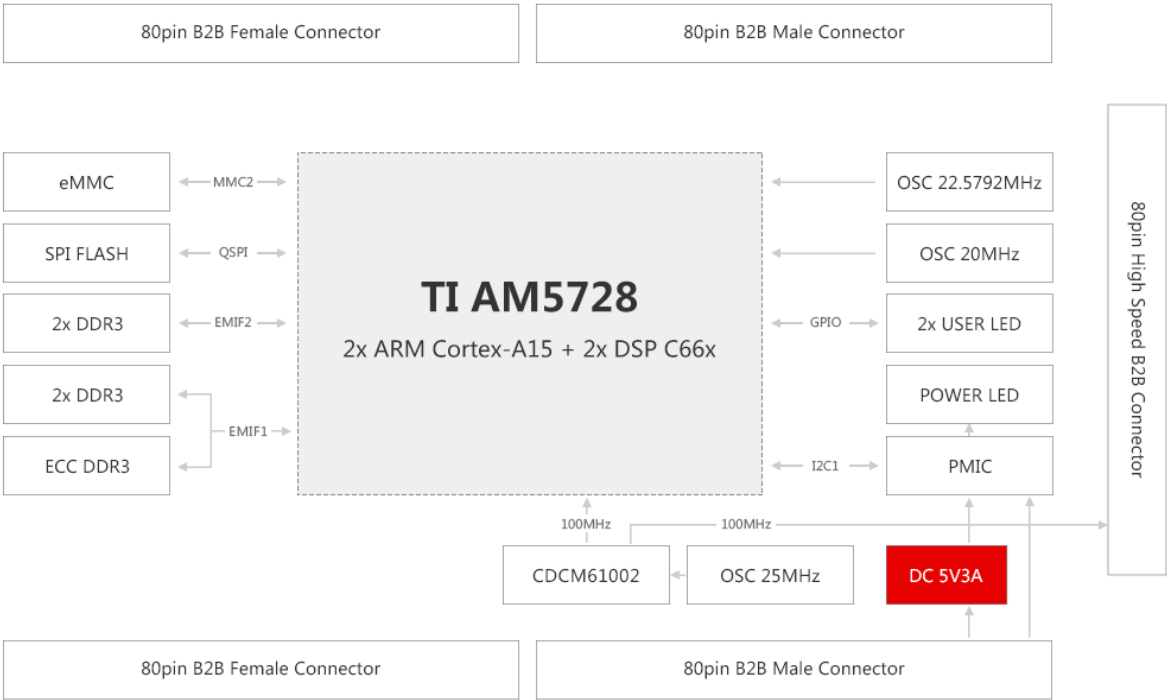 80pin B2B Female Connector
80pin B2B Male Connector
eMMC
MMC2
OSC 22.5792MHz
SPI FLASH
QSPI
OSC 20MHz
TI AM5728
2x ARM Cortex-A15 + 2x DSP C66x
2x DDR3
EMIF2
GPIO
2x USER LED
2x DDR3
POWER LED
EMIF1
ECC DDR3
I2C1
PMIC
80pin High Speed B2B Connector
100MHz
100MHz
CDCM61002
OSC 25MHz
DC 5V3A
80pin B2B Female Connector
80pin B2B Male Connector